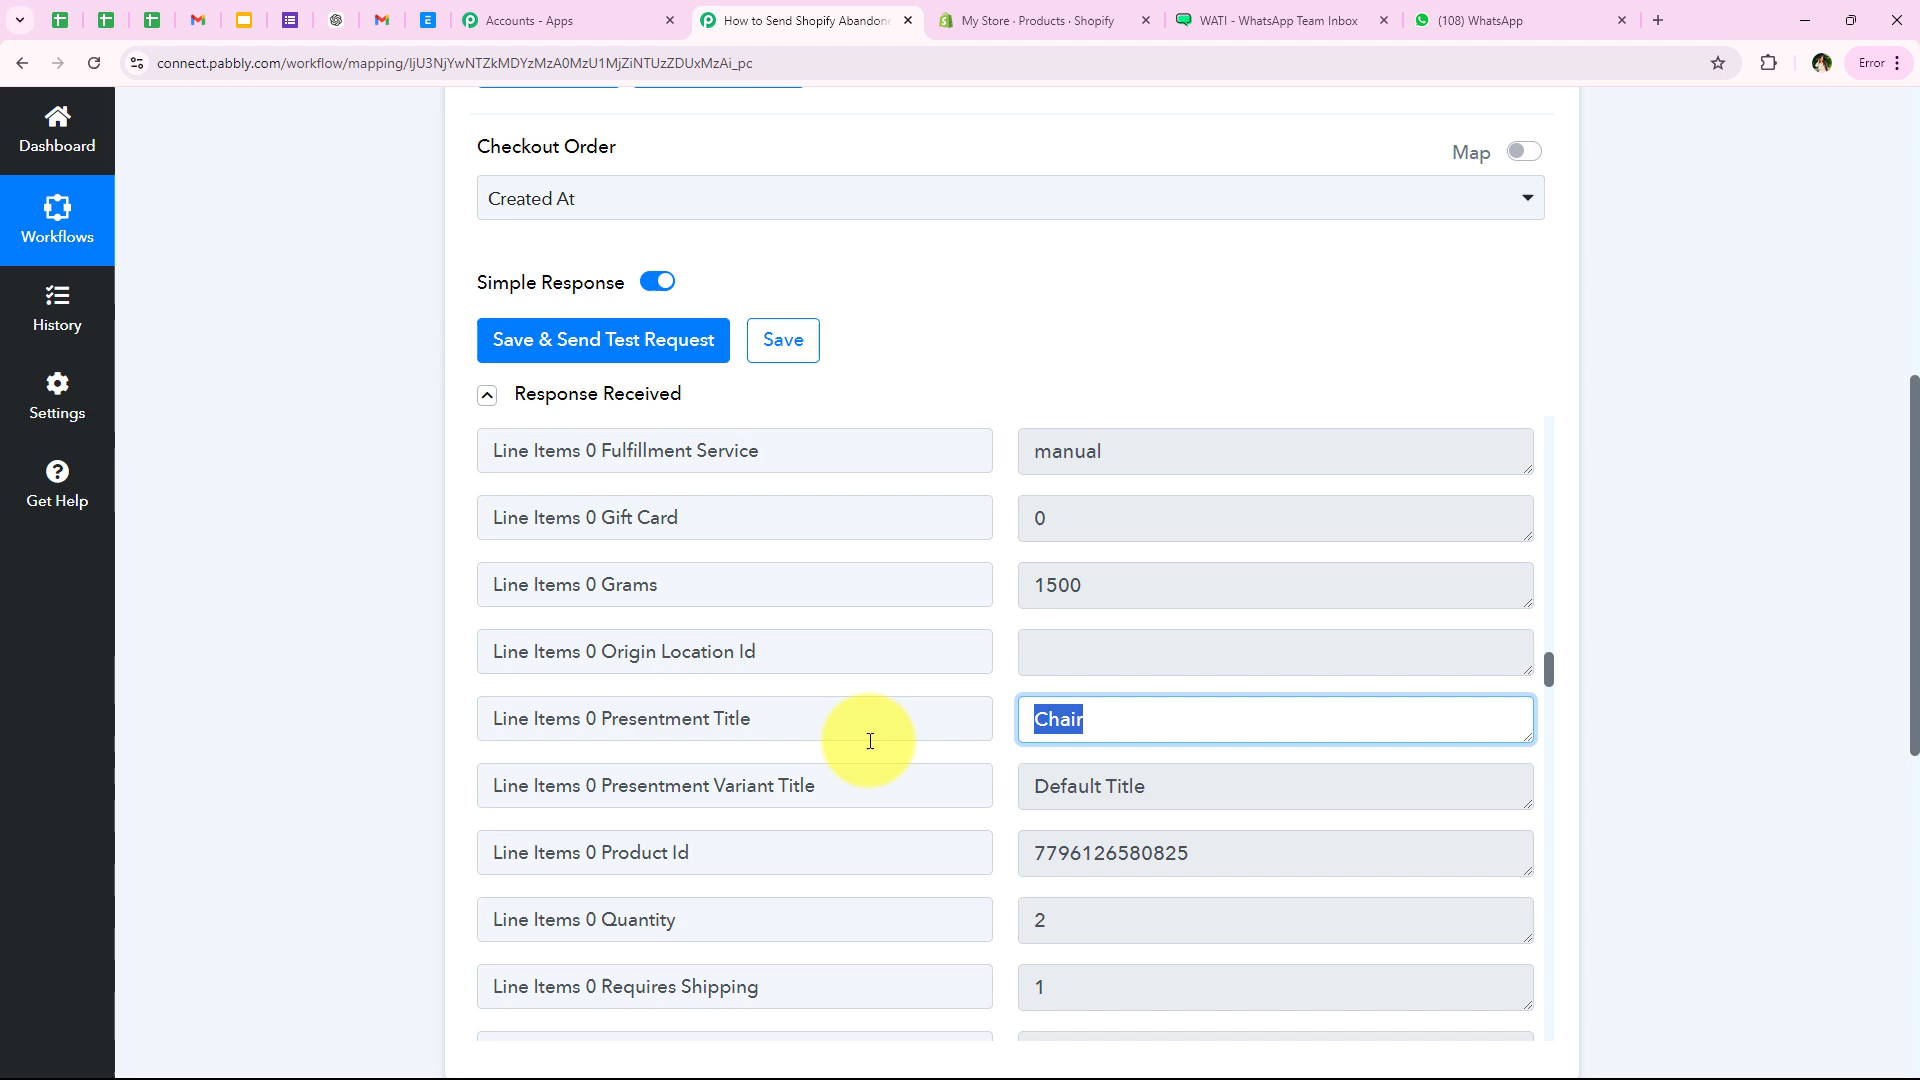 Accounts - Apps
How to Send Shopify Abandon
My Store · Products · Shopify
WATI - WhatsApp Team Inbox
(108) WhatsApp
connect.pabbly.com/workflow/mapping/IjU3NjYwNTZkMDYzMzA0MzU1MjZiNTUzZDUxMzAi_pc
Error
Dashboard
Workflows
History
Settings
Get Help
Checkout Order
Map
Created At
Simple Response
Save & Send Test Request
Save
Response Received
Line Items 0 Fulfillment Service
manual
Line Items 0 Gift Card
0
Line Items 0 Grams
1500
Line Items 0 Origin Location Id
Line Items 0 Presentment Title
Chair
Line Items 0 Presentment Variant Title
Default Title
Line Items 0 Product Id
7796126580825
Line Items 0 Quantity
2
Line Items 0 Requires Shipping
1